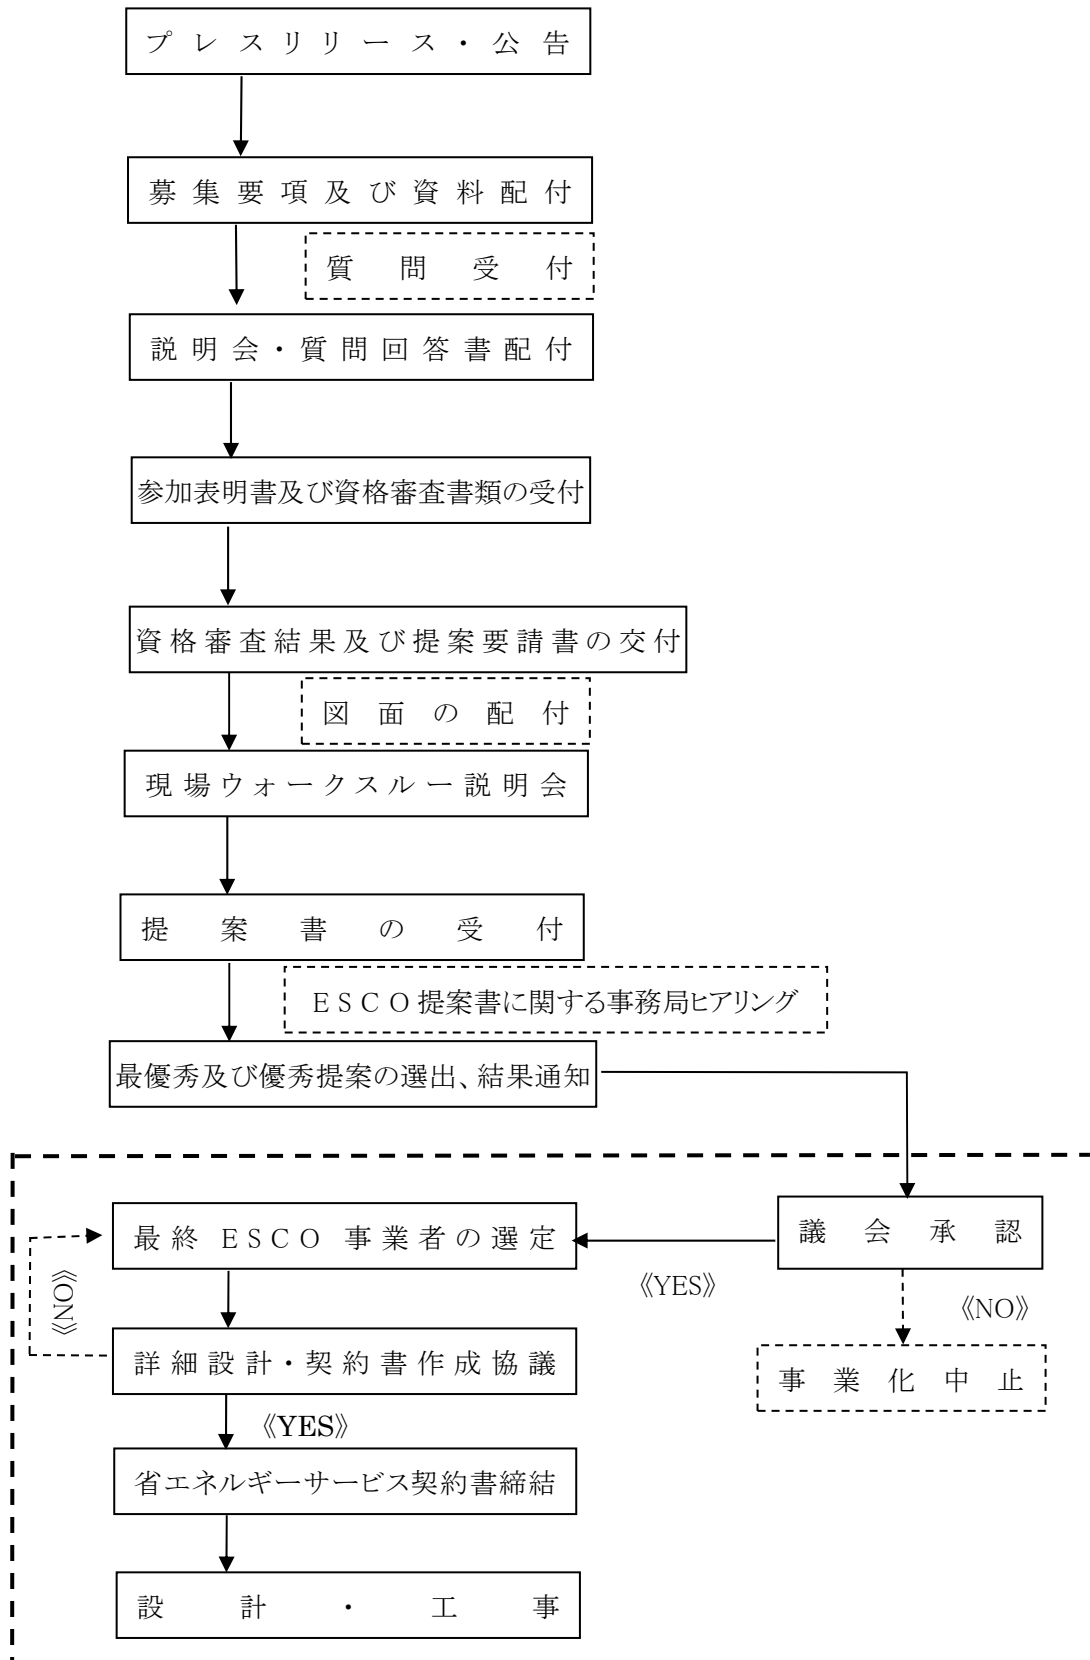 プレスリリース・公告
募集要項及び資料配付
質問受付
説明会・質問回答書配付
参加表明書及び資格審査書類の受付
資格審査結果及び提案要請書の交付
図面の配付
現場ウォークスルー説明会
提案書の受付
ESCO提案書に関する事務局ヒアリング
最優秀及び優秀提案の選出、結果通知
議会承認
最終 ESCO 事業者の選定
《YES》
《NO》
《NO》
詳細設計・契約書作成協議
事業化中止
《YES》
省エネルギーサービス契約書締結
設計・工事